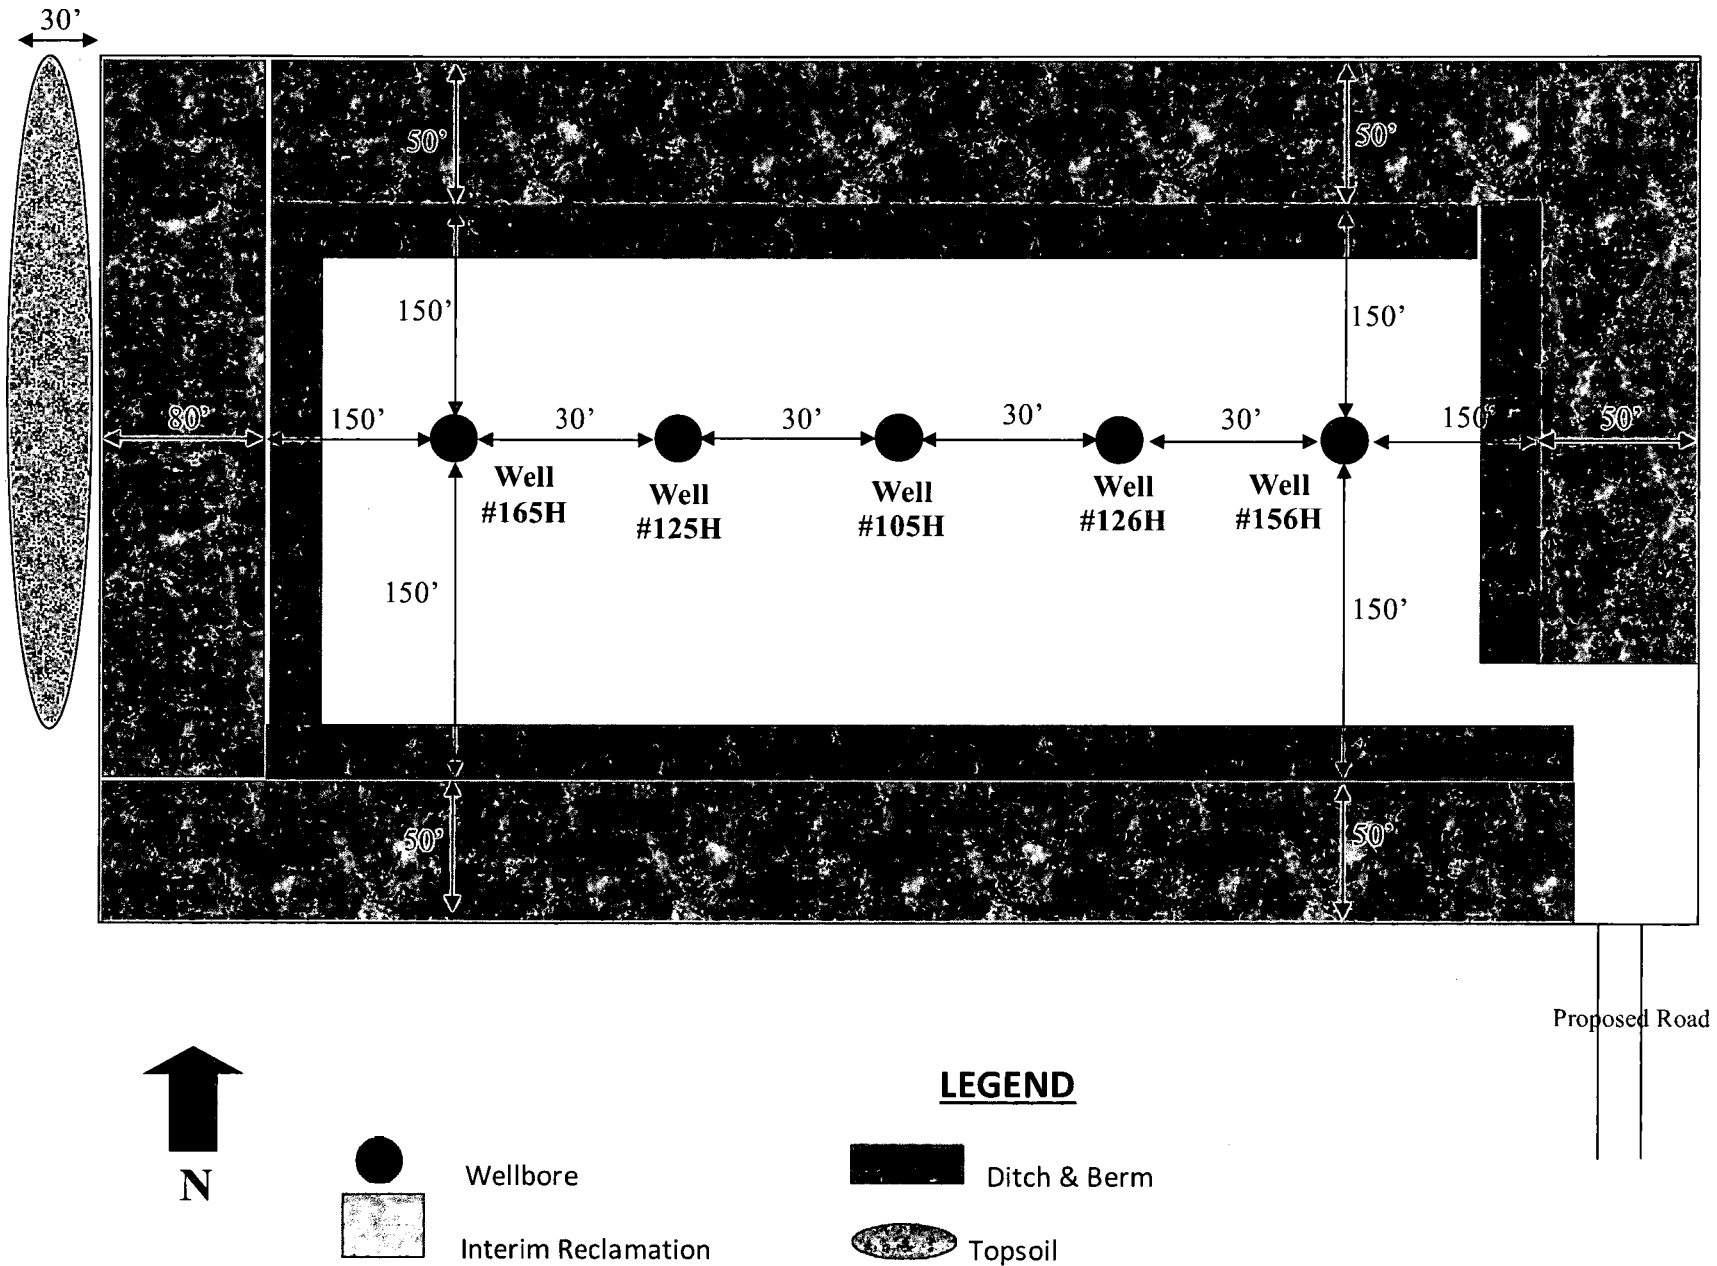 30’
50’
50’
150’
150’
80’
150’
30’
30’
30’
30’
150’
50’
Well
#165H
Well
#125H
Well
#105H
Well
#126H
Well
#156H
150’
150’
50’
50’
Proposed Road
LEGEND
N
Wellbore
Ditch & Berm
Interim Reclamation
Topsoil